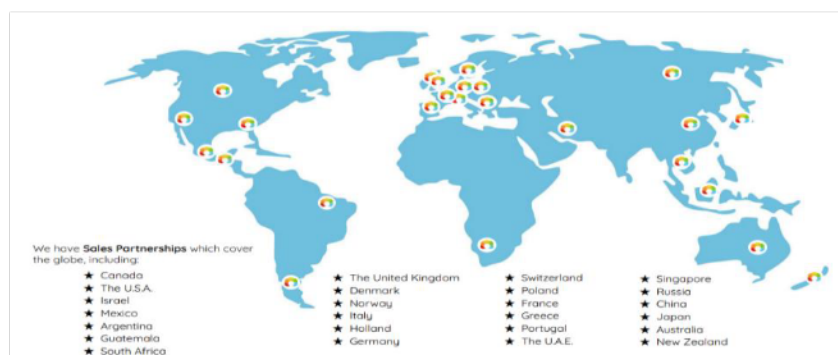 We have Sales Partnerships which cover
the globe, including:
★ Canada
★ The U.S.A.
★ Israel
★ Mexico
★ Argentina
★ Guatemala
★ South Africa
★ The United Kingdom
★ Denmark
★ Norway
★ Italy
★ Holland
★ Germany
★ Switzerland
★ Poland
★ France
★ Greece
★ Portugal
★ The U.A.E.
★ Singapore
★ Russia
★ China
★ Japan
★ Australia
★ New Zealand